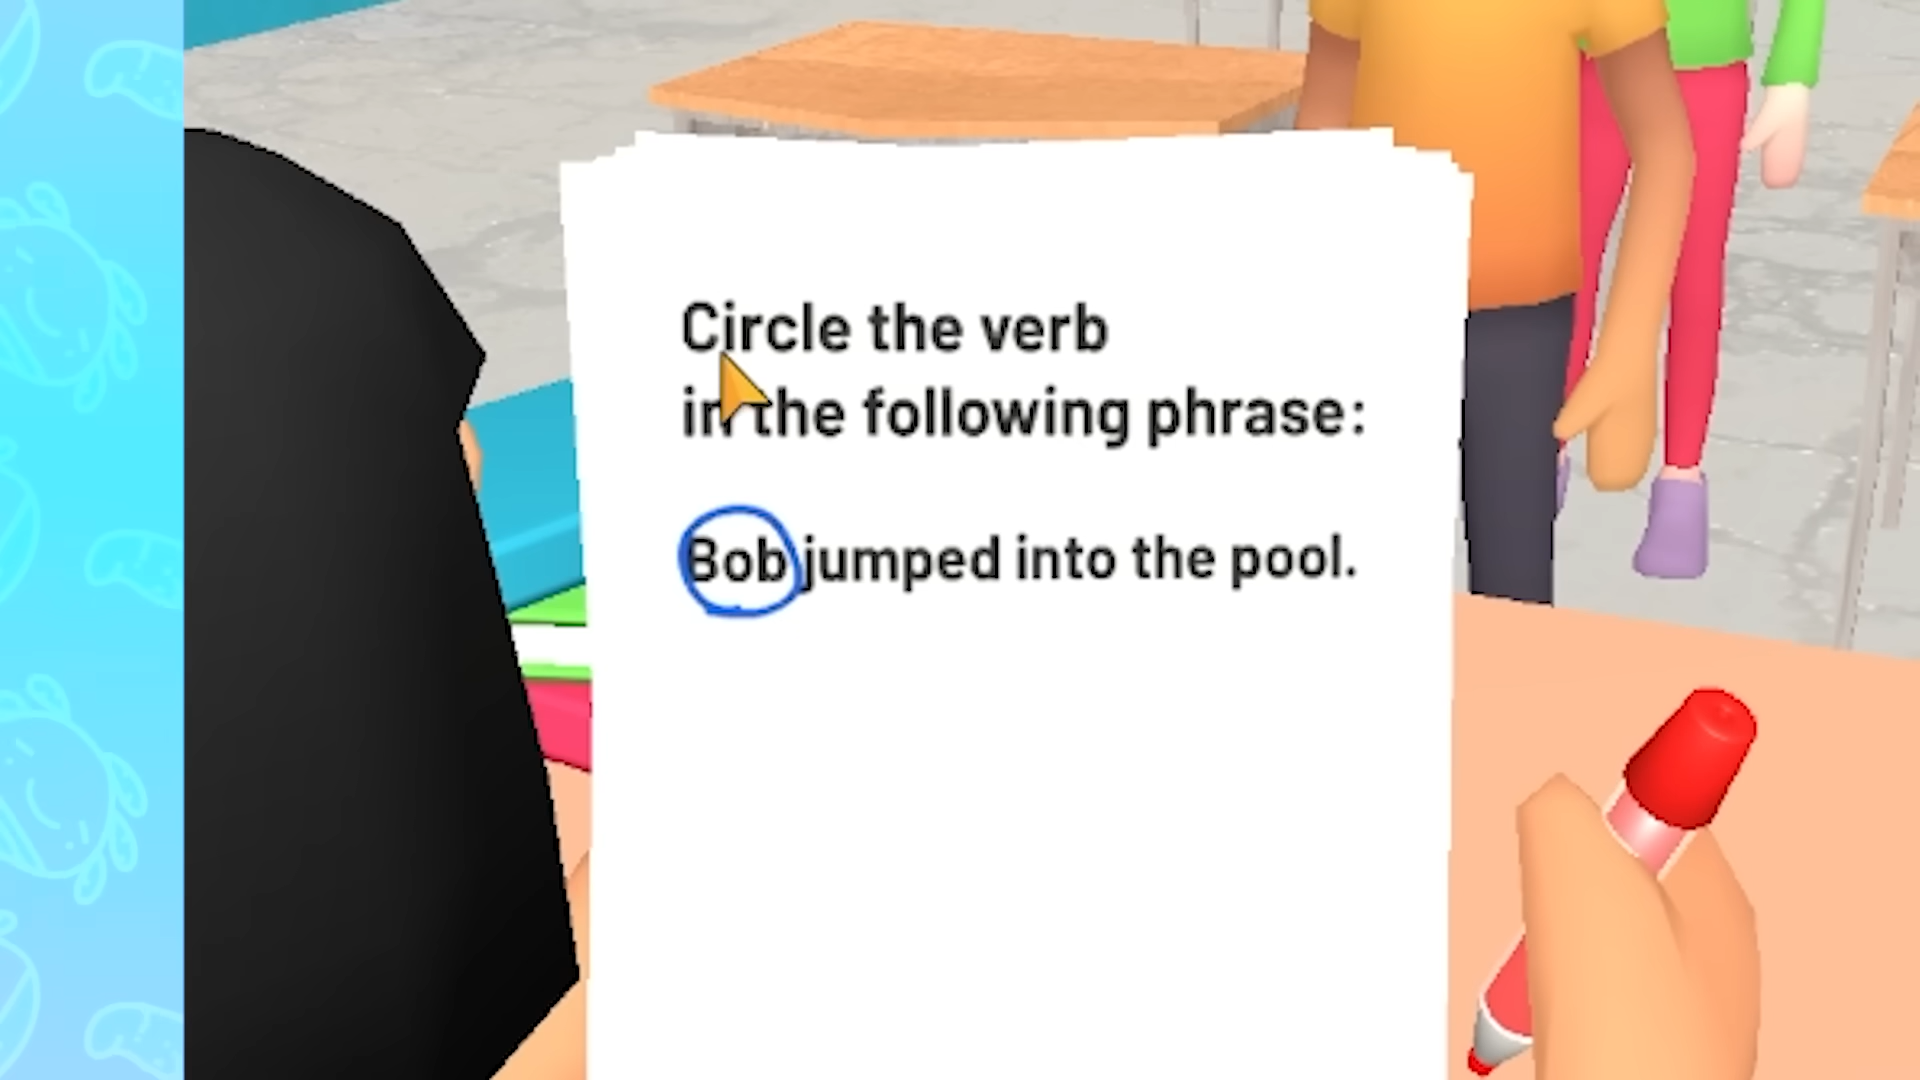 Circle the verb
in the following phrase:
Bob jumped into the pool.